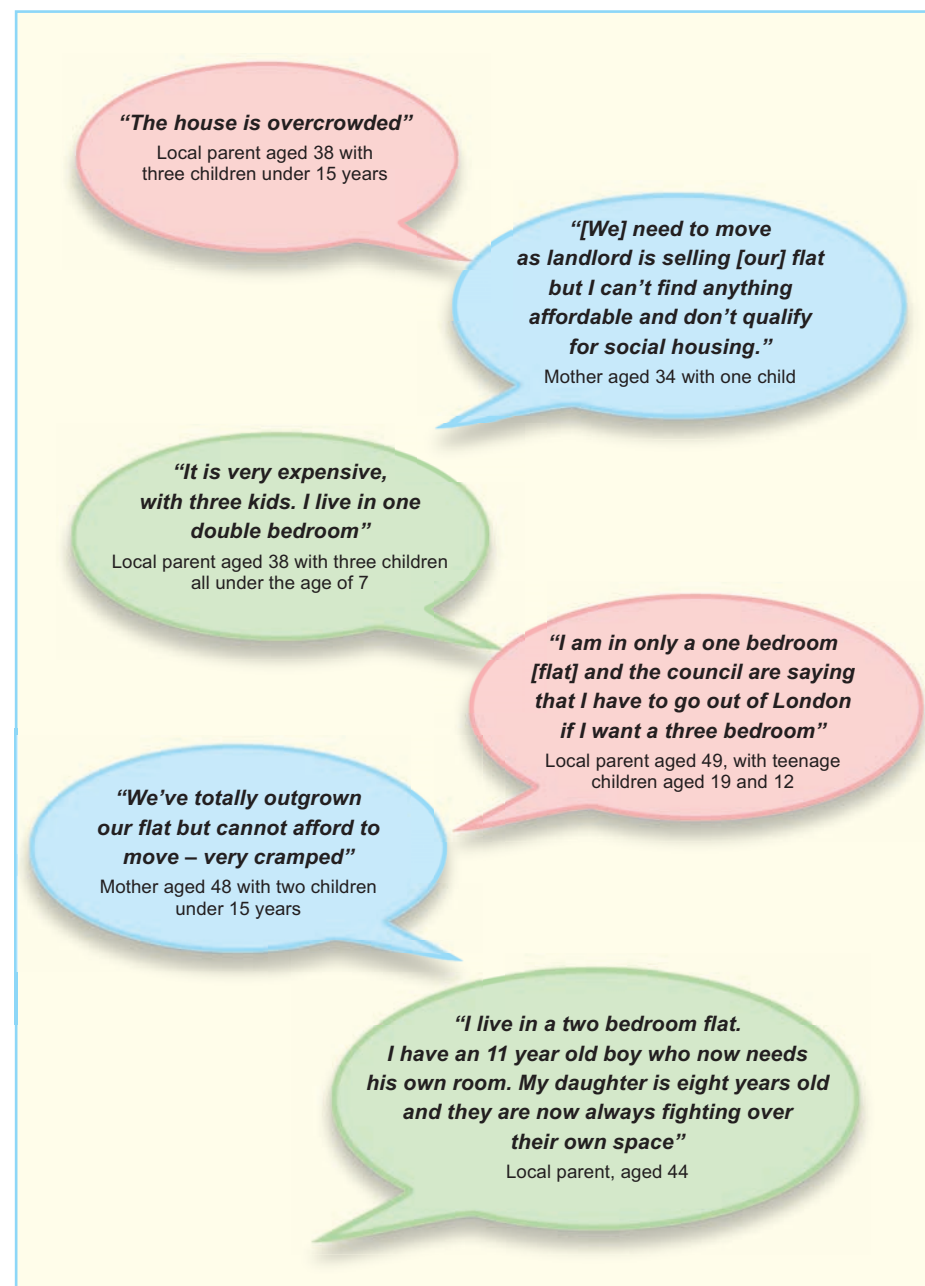 “The house is overcrowded”
Local parent aged 38 with
three children under 15 years
“[We] need to move
as landlord is selling [our] flat
but I can’t find anything
affordable and don’t qualify
for social housing.”
Mother aged 34 with one child
“It is very expensive,
with three kids. I live in one
double bedroom”
Local parent aged 38 with three children
all under the age of 7
“I am in only a one bedroom
[flat] and the council are saying
that I have to go out of London
if I want a three bedroom”
Local parent aged 49, with teenage
children aged 19 and 12
“We’ve totally outgrown
our flat but cannot afford to
move – very cramped”
Mother aged 48 with two children
under 15 years
“I live in a two bedroom flat.
I have an 11 year old boy who now needs
his own room. My daughter is eight years old
and they are now always fighting over
their own space”
Local parent, aged 44